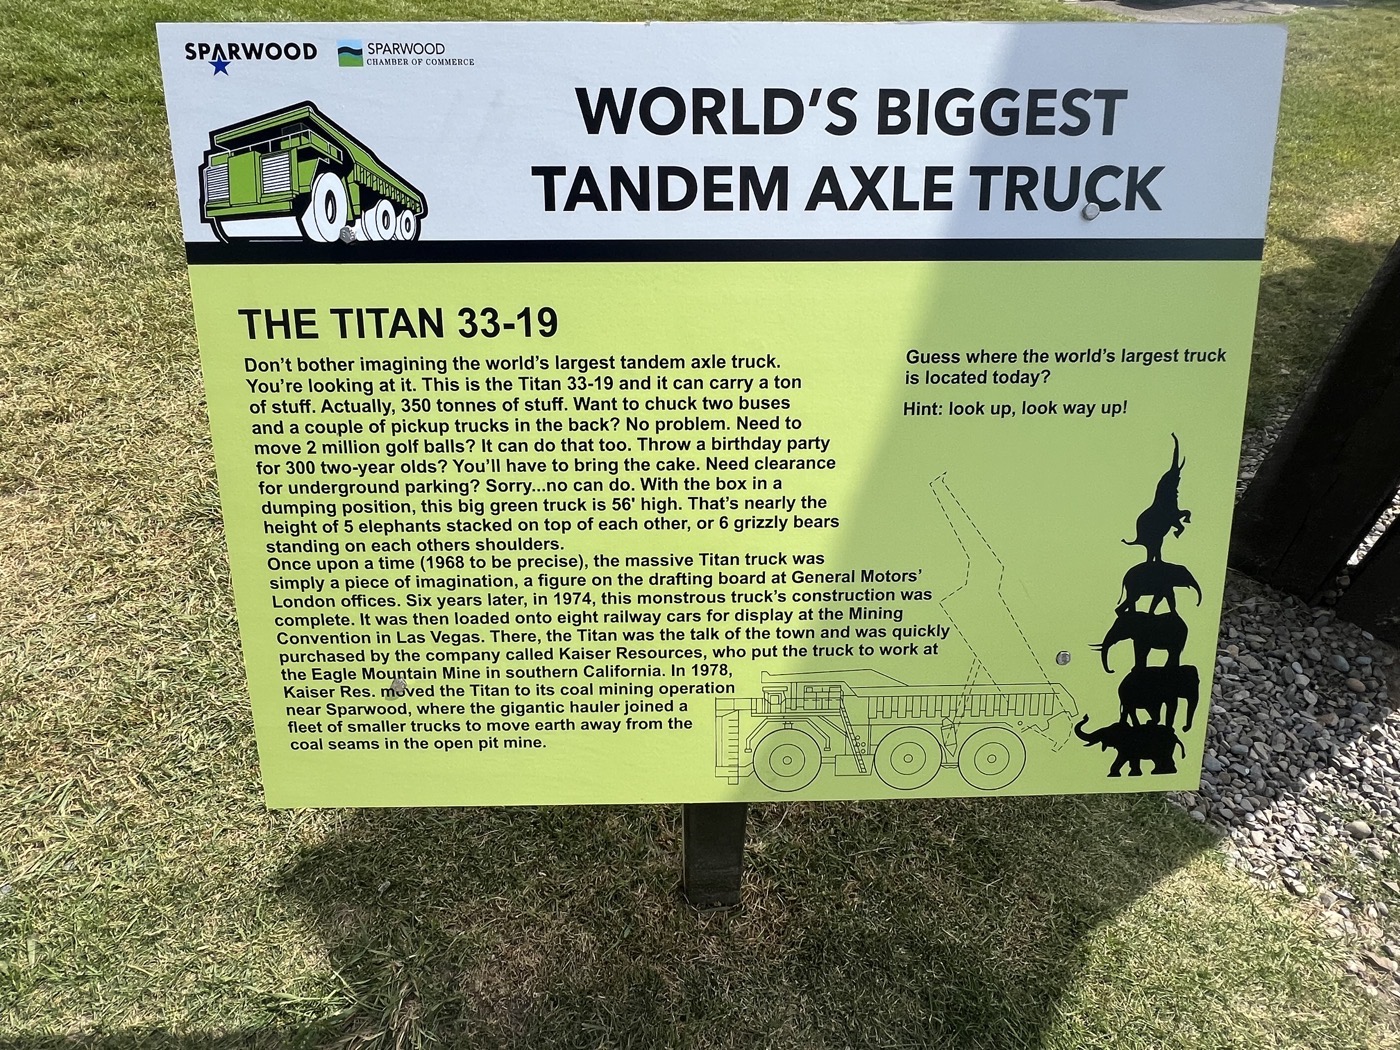 SPARWOOD
SPARWOOD
CHAMBER OF COMMERCE
WORLD'S BIGGEST
TANDEM AXLE TRUCK
THE TITAN 33-19
Don't bother imagining the world's largest tandem axle truck.
You're looking at it. This is the Titan 33-19 and it can carry a ton
of stuff. Actually, 350 tonnes of stuff. Want to chuck two buses
and a couple of pickup trucks in the back? No problem. Need to
move 2 million golf balls? It can do that too. Throw a birthday party
for 300 two-year olds? You'll have to bring the cake. Need clearance
for underground parking? Sorry...no can do. With the box in a
dumping position, this big green truck is 56' high. That's nearly the
height of 5 elephants stacked on top of each other, or 6 grizzly bears
standing on each others shoulders.
Once upon a time (1968 to be precise), the massive Titan truck was
simply a piece of imagination, a figure on the drafting board at General Motors'
London offices. Six years later, in 1974, this monstrous truck's construction was
complete. It was then loaded onto eight railway cars for display at the Mining
Convention in Las Vegas. There, the Titan was the talk of the town and was quickly
purchased by the company called Kaiser Resources, who put the truck to work at
the Eagle Mountain Mine in southern California. In 1978,
Kaiser Res. moved the Titan to its coal mining operation
near Sparwood, where the gigantic hauler joined a
fleet of smaller trucks to move earth away from the
coal seams in the open pit mine.
Guess where the world's largest truck
is located today?
Hint: look up, look way up!